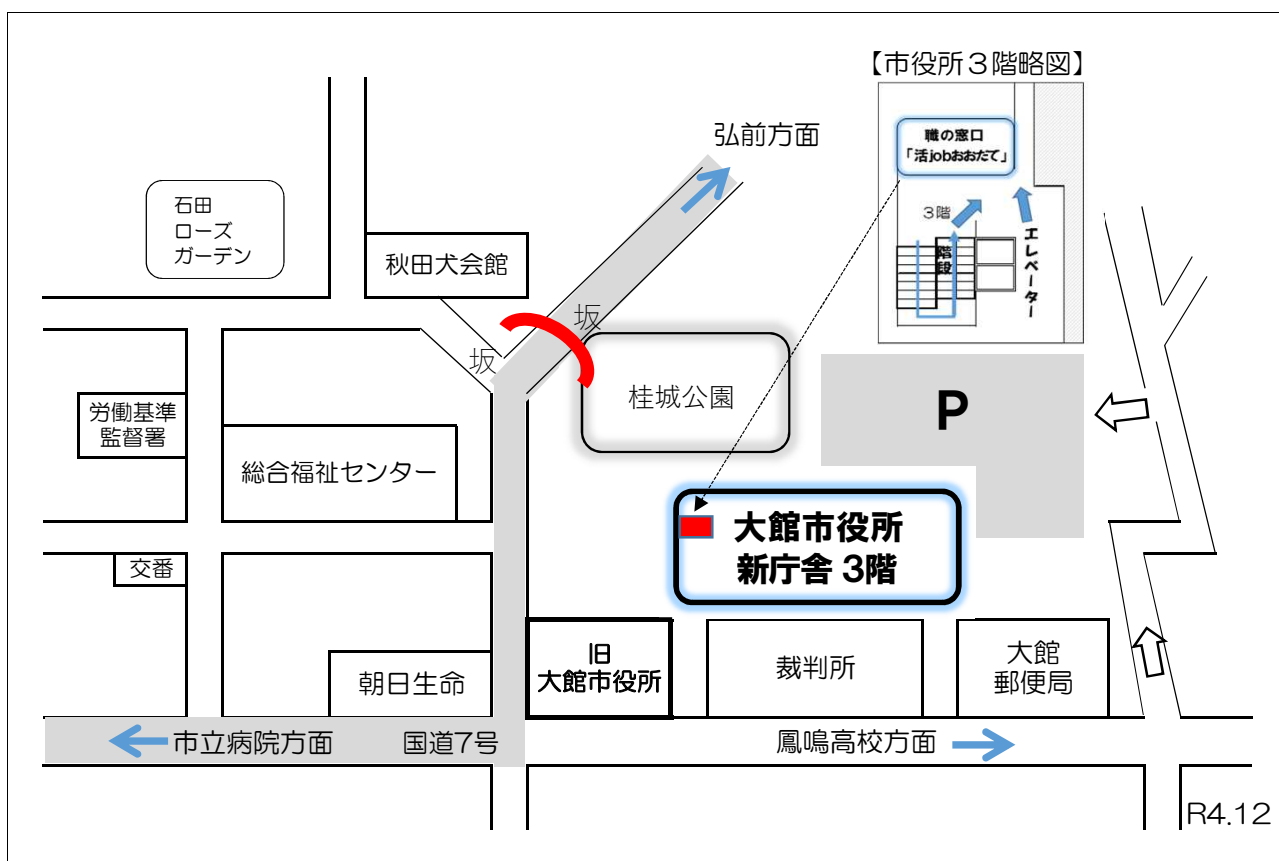 【市役所３階略図】
弘前方面
職の窓口
「活jobおおだて」
３階
階段
エレベーター
石田
ローズ
ガーデン
秋田犬会館
坂
坂
桂城公園
P
労働基準
監督署
総合福祉センター
大館市役所
新庁舎 3階
交番
旧
大館市役所
裁判所
大館
郵便局
朝日生命
市立病院方面
国道7号
鳳鳴高校方面
R4.12